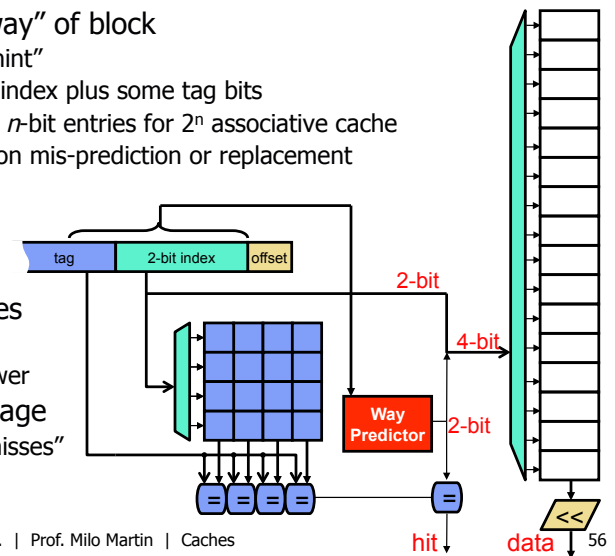 way” of block
hint”
index plus some tag bits
n-bit entries for 2ⁿ associative cache
on mis-prediction or replacement
tag 2-bit index offset
2-bit
es
4-bit
wer
age
Way
Predictor
2-bit
nisses”
= = = = =
<<
. | Prof. Milo Martin | Caches
hit data 56